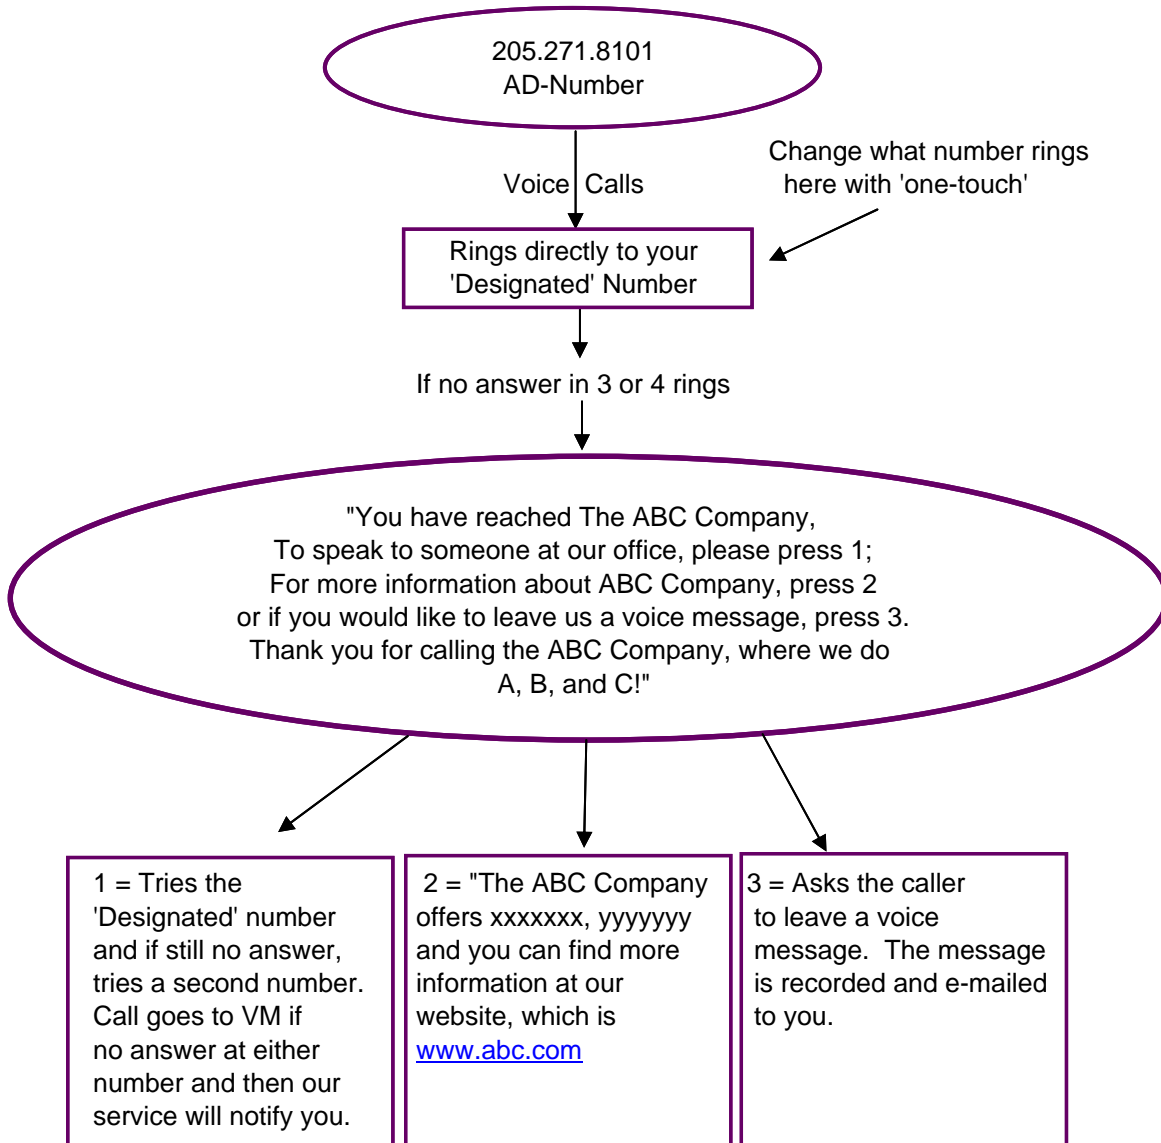 205.271.8101
AD-Number
Change what number rings
here with 'one-touch'
Voice Calls
Rings directly to your
'Designated' Number
If no answer in 3 or 4 rings
"You have reached The ABC Company,
To speak to someone at our office, please press 1;
For more information about ABC Company, press 2
or if you would like to leave us a voice message, press 3.
Thank you for calling the ABC Company, where we do
A, B, and C!"
1 = Tries the
'Designated' number
and if still no answer,
tries a second number.
Call goes to VM if
no answer at either
number and then our
service will notify you.
2 = "The ABC Company
offers xxxxxxx, yyyyyyy
and you can find more
information at our
website, which is
www.abc.com
3 = Asks the caller
to leave a voice
message. The message
is recorded and e-mailed
to you.